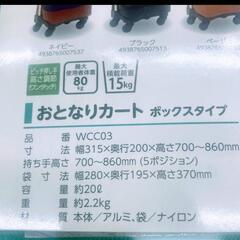 ネイビー ブラック ベージ
4938765007537 4938765007513 49387650075
ピッチ押し手
高さ調節
(ワンタッチ)
最大
使用者体重
80
kg
最大
積載荷重
15kg
おとなりカート ボックスタイプ
品 番 WCC03
寸 法 幅315×奥行200×高さ700~860mm
持ち手高さ 700~860mm (5ポジション)
袋 寸 法 幅280×奥行195×高さ370mm
容 量 約20ℓ
重 量 約2.2kg
材 質 本体/アルミ、袋/ナイロン